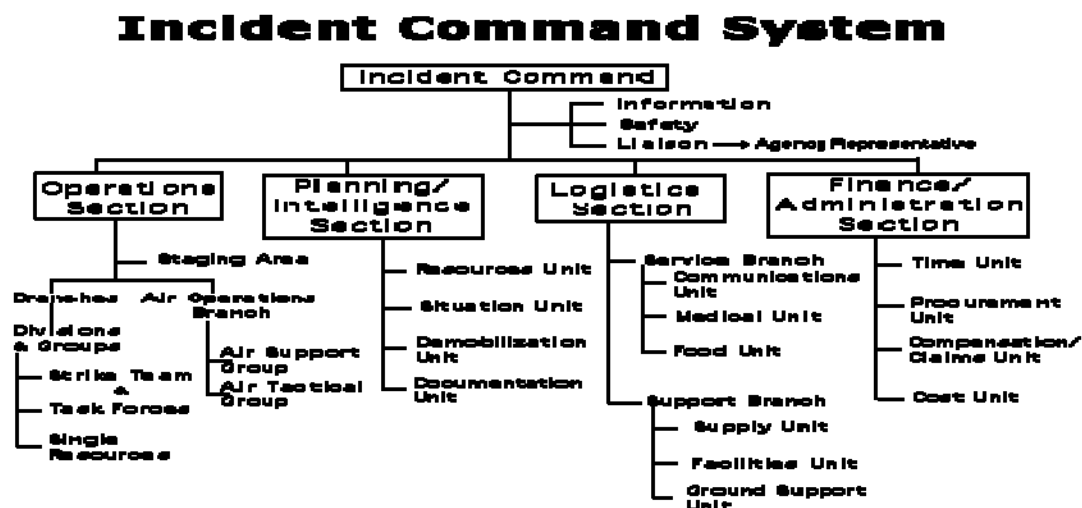 Incident Command System
Incident Command
Information
Safety
Liaison
Agency Representative
Operations
Section
Planning/
Intelligence
Section
Logistics
Section
Finance/
Administration
Section
Staging Area
Branches
Air Operations
Branch
Divisions
& Groups
Air Support
Group
Air Tactical
Group
Strike Team
&
Task Forces
Single
Resources
Resources Unit
Situation Unit
Demobilization
Unit
Documentation
Unit
Service Branch
Communications
Unit
Medical Unit
Food Unit
Support Branch
Supply Unit
Facilities Unit
Ground Support
Unit
Time Unit
Procurement
Unit
Compensation/
Claims Unit
Cost Unit